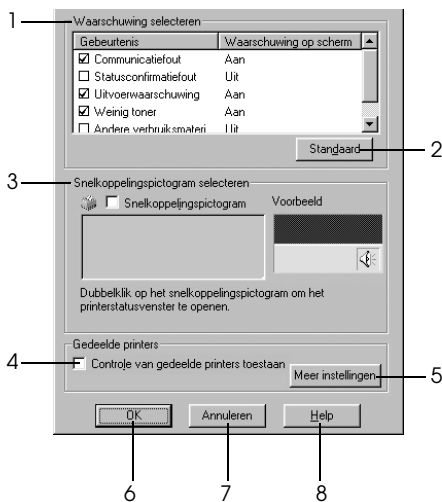 1 Waarschuwing selecteren
Gebeurtenis Waarschuwing op scherm
Communicatiefout Aan
Statusconfirmatiefout Uit
Uitvoerwaarschuwing Aan
Weinig toner Aan
Andere verbruiksmateri Uit
Standaard 2
3 Snelkoppelingspictogram selecteren
Snelkoppelingspictogram Voorbeeld
Dubbelklik op het snelkoppelingspictogram om het
printerstatusvenster te openen.
Gedeelde printers
4 Controle van gedeelde printers toestaan
Meer instellingen 5
OK Annuleren Help
6 7 8